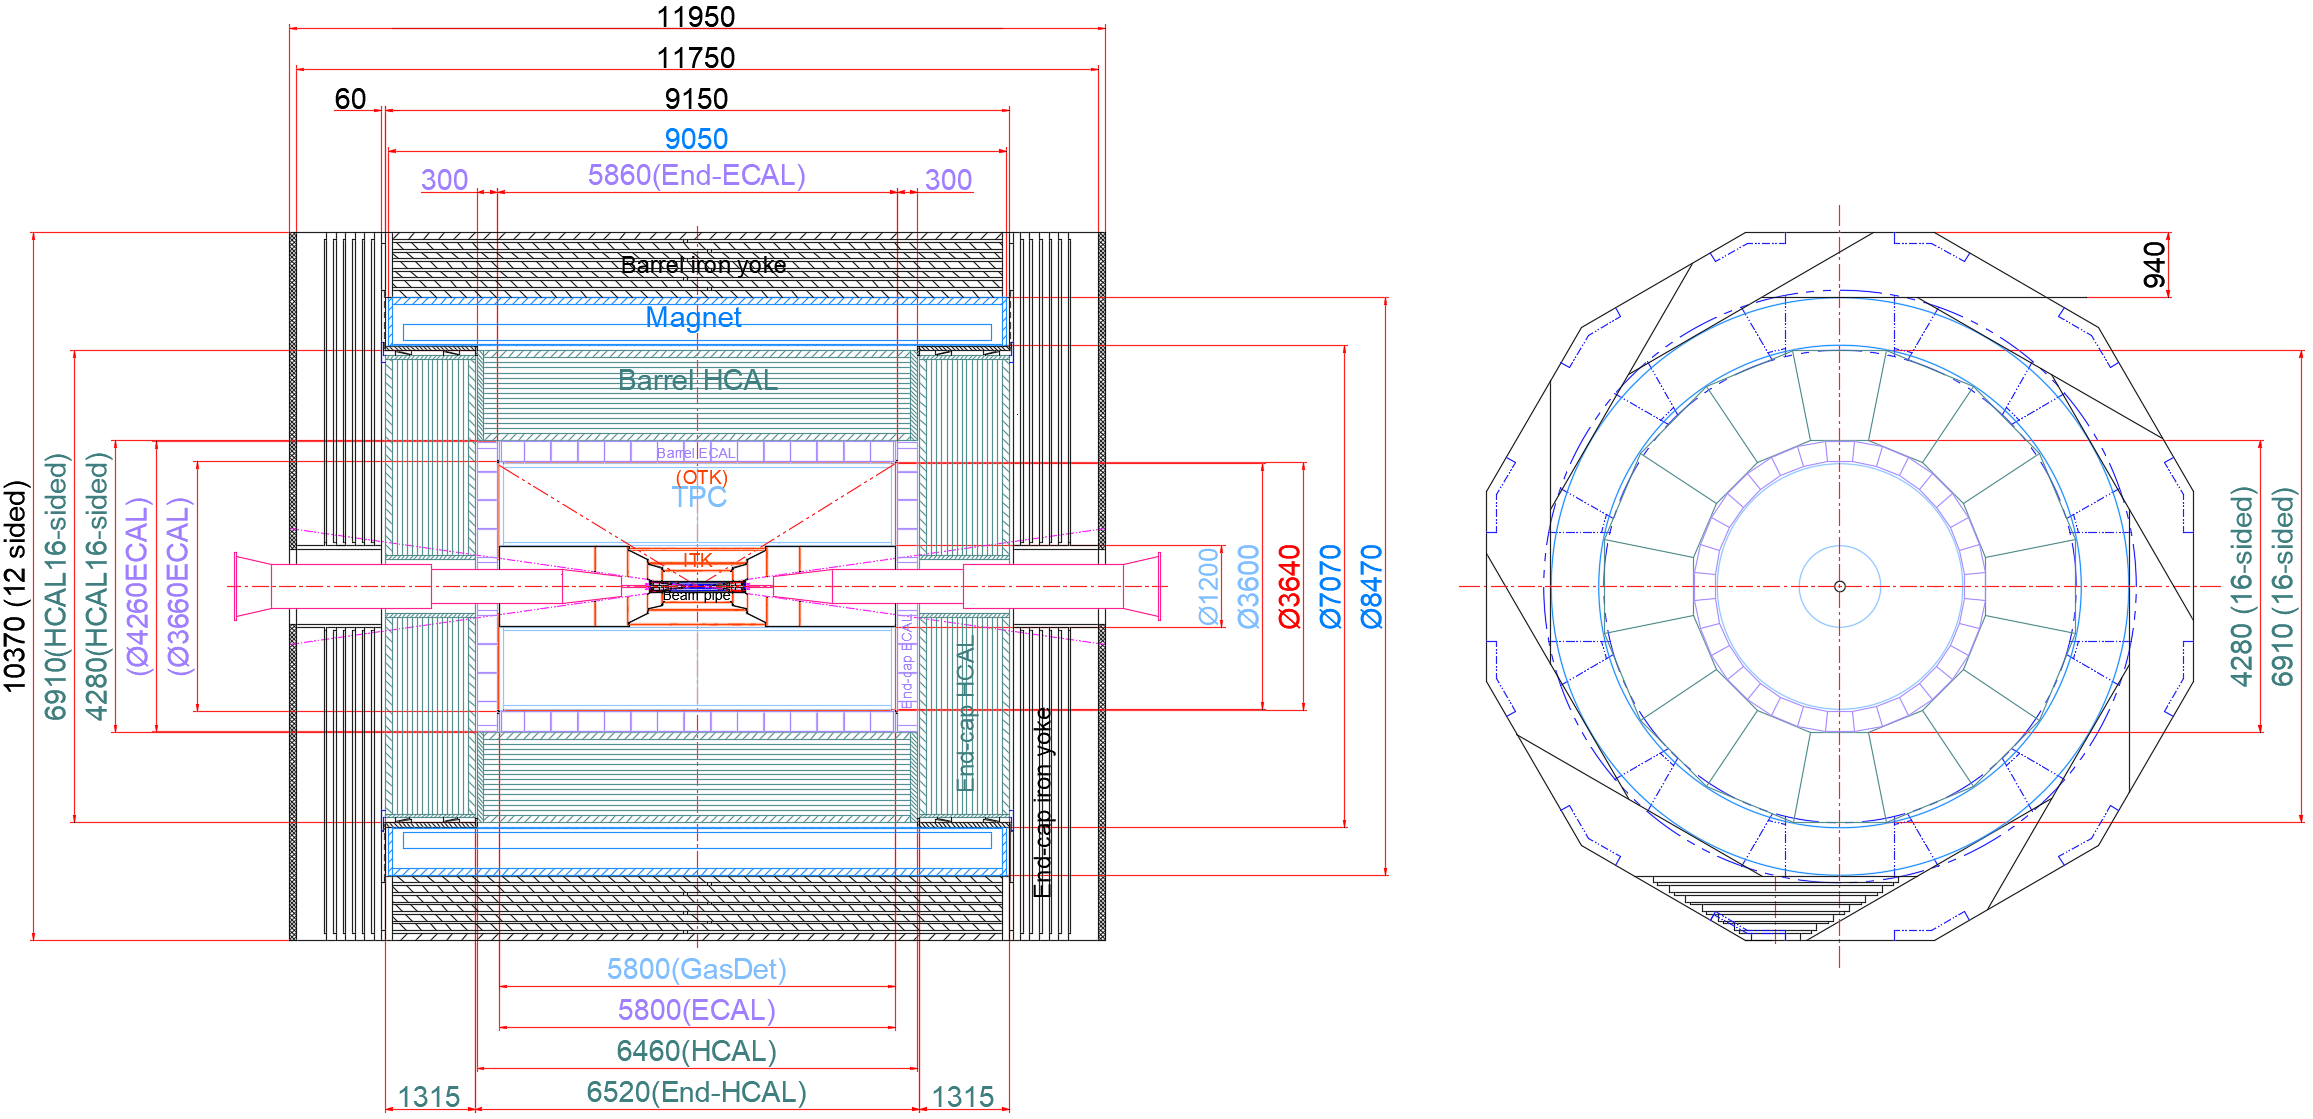 11950
11750
60
9150
9050
300
5860(End-ECAL)
300
Barrel iron yoke
Magnet
Barrel HCAL
Barrel ECAL
(OTK)
TPC
ITK
Beam pipe
End-cap ECAL
End-cap HCAL
End-cap iron yoke
10370 (12 sided)
6910(HCAL16-sided)
4280(HCAL16-sided)
(Ø4260ECAL)
(Ø3660ECAL)
Ø1200
Ø3600
Ø3640
Ø7070
Ø8470
5800(GasDet)
5800(ECAL)
6460(HCAL)
1315
6520(End-HCAL)
1315
940
4280 (16-sided)
6910 (16-sided)